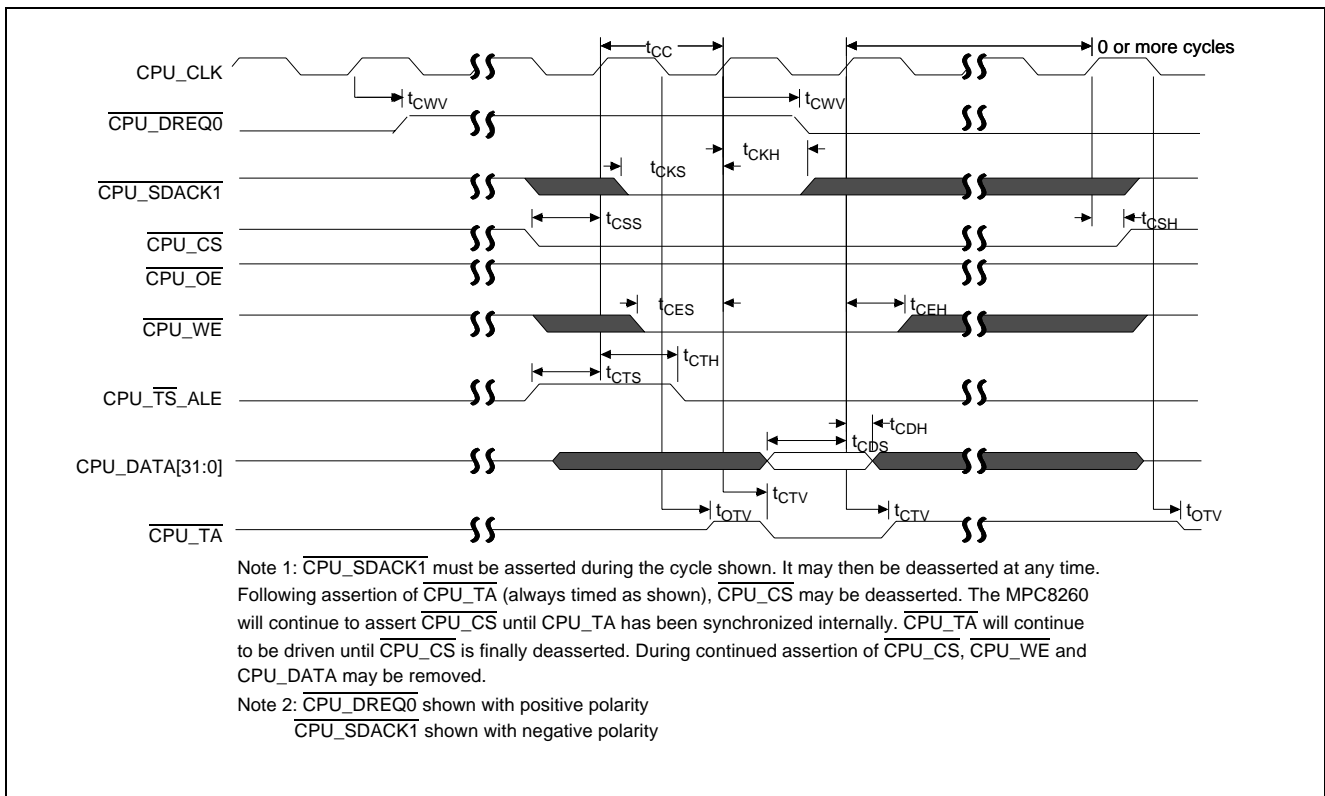 tCC
0 or more cycles
CPU_CLK
tCWV
tCWV
CPU_DREQ0
tCKH
tCKS
CPU_SDACK1
tCSS
tCSH
CPU_CS
CPU_OE
tCES
tCEH
CPU_WE
tCTH
tCTS
CPU_TS_ALE
tCDH
tCDS
CPU_DATA[31:0]
tCTV
tOTV
tCTV
tOTV
CPU_TA
Note 1: CPU_SDACK1 must be asserted during the cycle shown. It may then be deasserted at any time.
Following assertion of CPU_TA (always timed as shown), CPU_CS may be deasserted. The MPC8260
will continue to assert CPU_CS until CPU_TA has been synchronized internally. CPU_TA will continue
to be driven until CPU_CS is finally deasserted. During continued assertion of CPU_CS, CPU_WE and
CPU_DATA may be removed.
Note 2: CPU_DREQ0 shown with positive polarity
CPU_SDACK1 shown with negative polarity